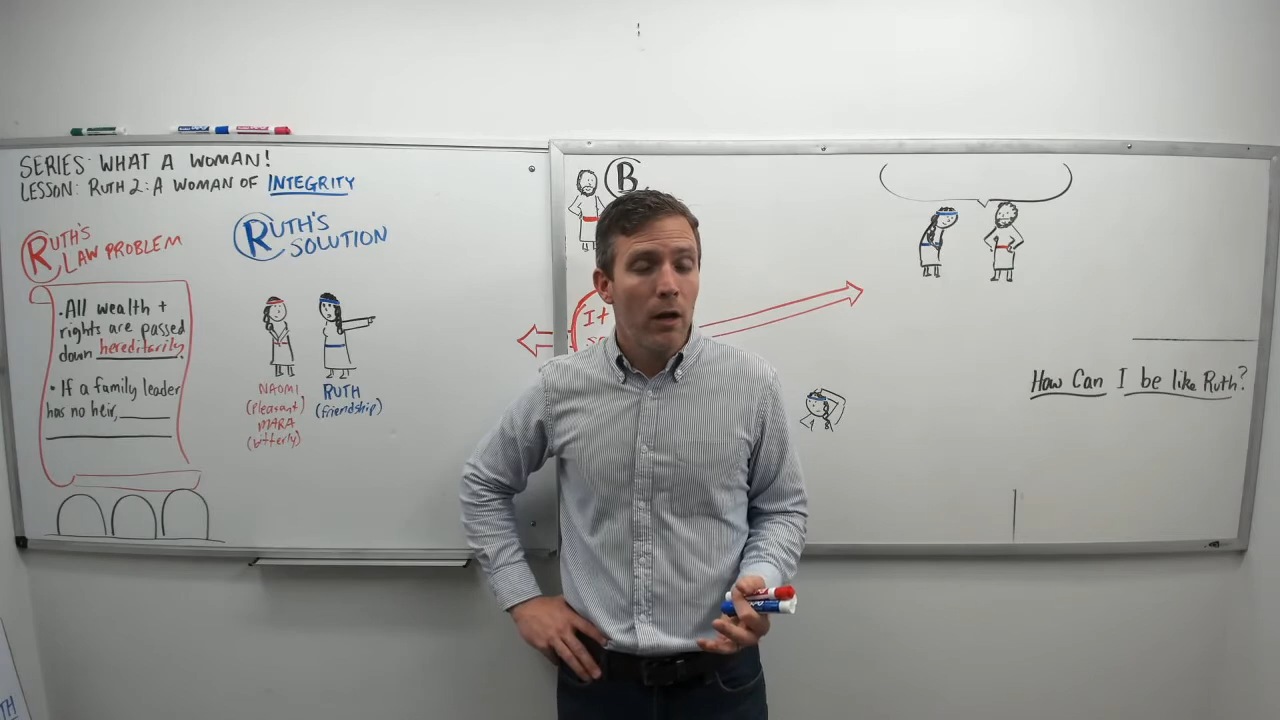 SERIES: WHAT A WOMAN!
LESSON: RUTH 2: A WOMAN OF INTEGRITY
RUTH'S
LAW PROBLEM
• All wealth +
rights are passed
down hereditarily.
• If a family leader
has no heir, ______
RUTH'S
SOLUTION
NAOMI
(pleasant)
MARA
(bitterly)
RUTH
(friendship)
B
I +
How Can I be like Ruth?